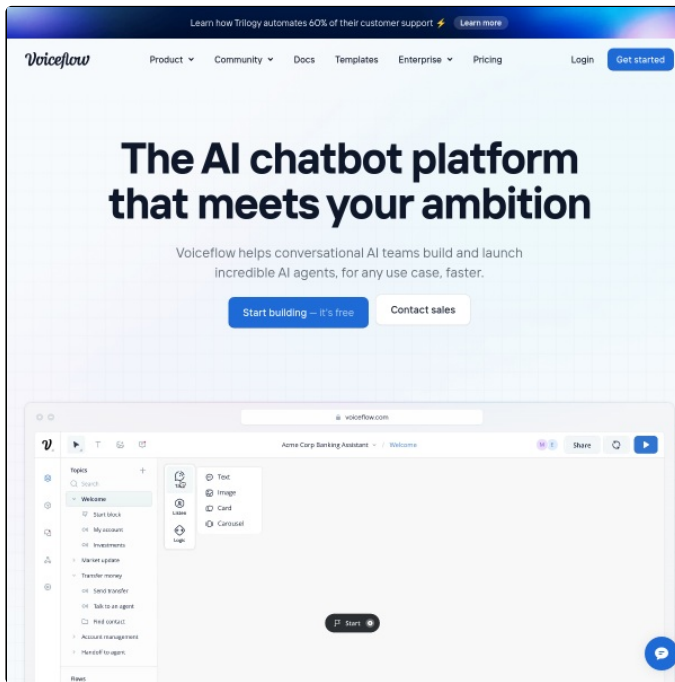 Learn how Trilogy automates 60% of their customer support ⚡ Learn more
Voiceflow
Product Community Docs Templates Enterprise Pricing Login Get started
The AI chatbot platform
that meets your ambition
Voiceflow helps conversational AI teams build and launch
incredible AI agents, for any use case, faster.
Start building — it's free Contact sales
voiceflow.com
V. T Acme Corp Banking Assistant / Welcome M E Share
Topics
Search
Welcome
Start block
My account
Investments
Market update
Transfer money
Send transfer
Talk to an agent
Find contact
Account management
Handoff to agent
Flows
Talk
Listen
Logic
Text
Image
Card
Carousel
Start